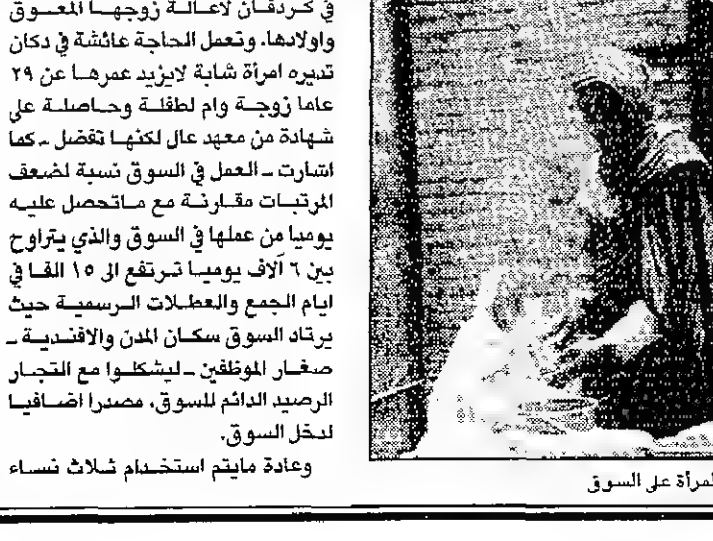 في كردفان لاعالة زوجها المعوق
واولادها. وتعمل الحاجة عائشة في دكان
تديره امرأة شابة لايزيد عمرها عن ٢٩
عاما زوجة وام لطفلة وحاصلة على
شهادة من معهد عال لكنها تفضل ـ كما
اشارت ـ العمل في السوق نسبة لضعف
المرتبات مقارنة مع ماتحصل عليه
يوميا من عملها في السوق والذي يتراوح
بين ٦ آلاف يوميا ترتفع الى ١٥ الفا في
ايام الجمع والعطلات الرسمية حيث
يرتاد السوق سكان المدن والافندية ـ
صغار الموظفين ـ ليشكلوا مع التجار
الرصيد الدائم للسوق، مصدرا اضافيا
لدخل السوق.
وعادة مايتم استخدام ثلاث نساء
لمرأة على السوق